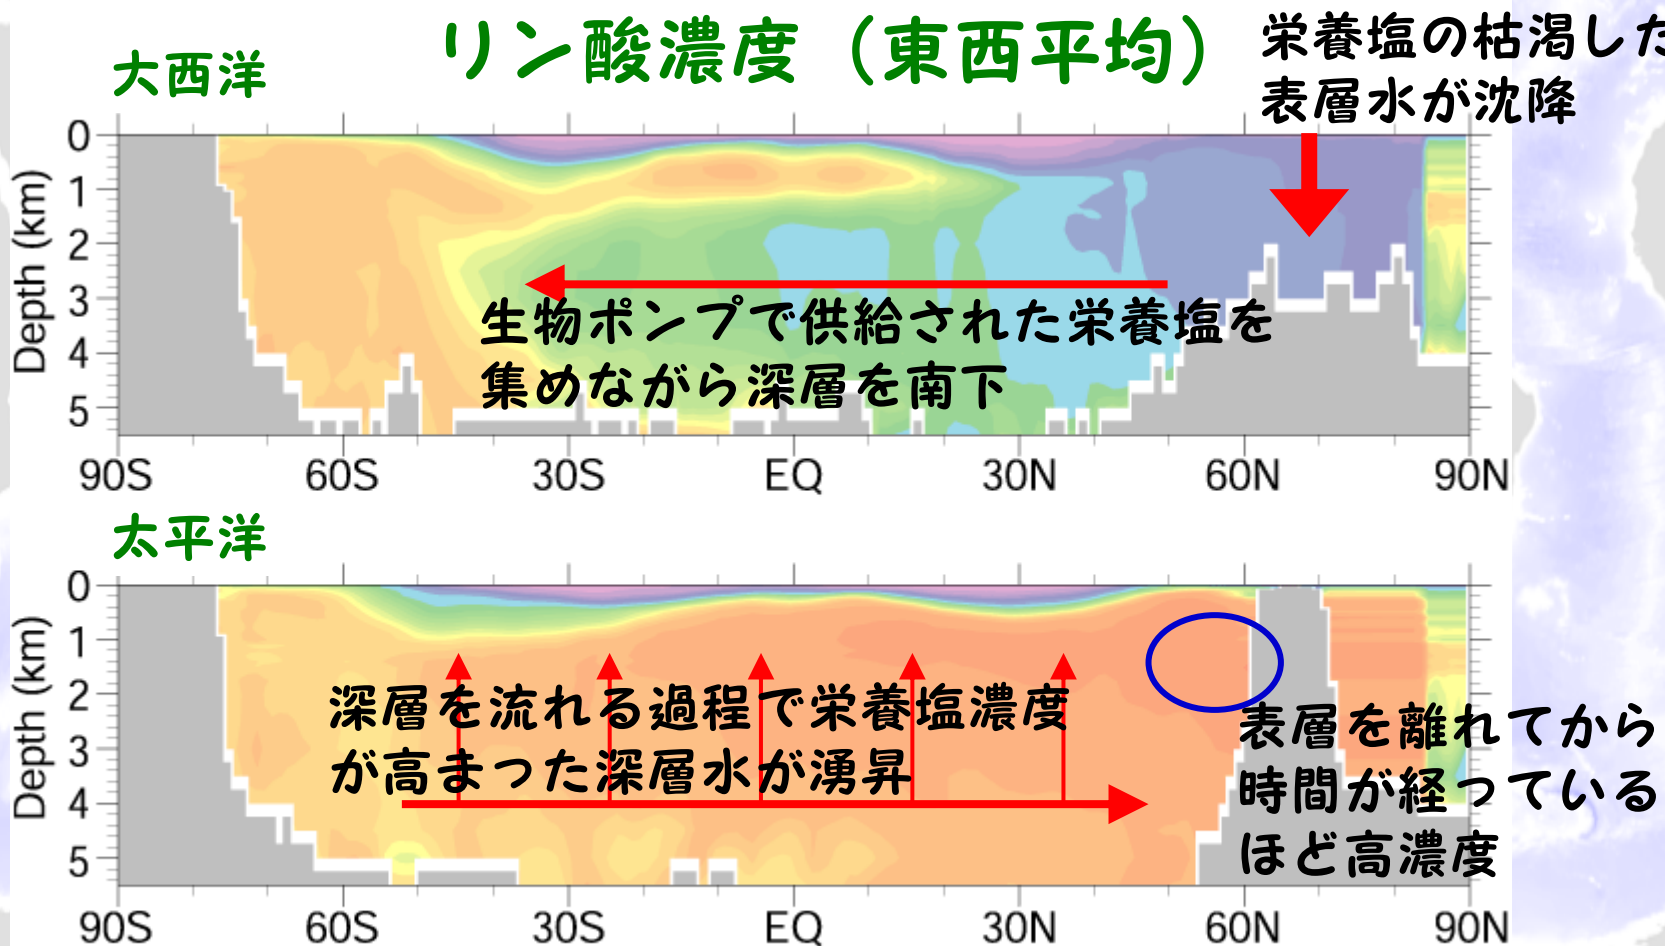 リン酸濃度（東西平均）
栄養塩の枯渇した
表層水が沈降
大西洋
0
1
2
3
4
5
Depth (km)
生物ポンプで供給された栄養塩を
集めながら深層を南下
90S 60S 30S EQ 30N 60N 90N
太平洋
0
1
2
3
4
5
Depth (km)
深層を流れる過程で栄養塩濃度
が高まった深層水が湧昇
表層を離れてから
時間が経っている
ほど高濃度
90S 60S 30S EQ 30N 60N 90N